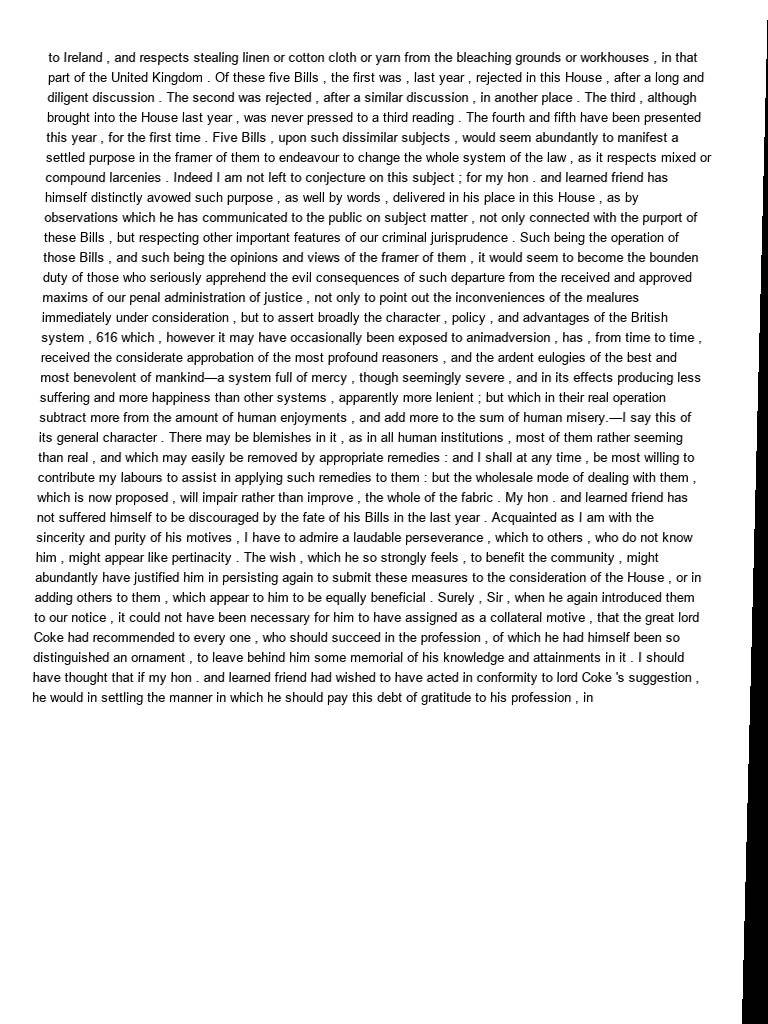 to Ireland , and respects stealing linen or cotton cloth or yarn from the bleaching grounds or workhouses , in that
part of the United Kingdom . Of these five Bills , the first was , last year , rejected in this House , after a long and
diligent discussion . The second was rejected , after a similar discussion , in another place . The third , although
brought into the House last year , was never pressed to a third reading . The fourth and fifth have been presented
this year , for the first time . Five Bills , upon such dissimilar subjects , would seem abundantly to manifest a
settled purpose in the framer of them to endeavour to change the whole system of the law , as it respects mixed or
compound larcenies . Indeed I am not left to conjecture on this subject ; for my hon . and learned friend has
himself distinctly avowed such purpose , as well by words , delivered in his place in this House , as by
observations which he has communicated to the public on subject matter , not only connected with the purport of
these Bills , but respecting other important features of our criminal jurisprudence . Such being the operation of
those Bills , and such being the opinions and views of the framer of them , it would seem to become the bounden
duty of those who seriously apprehend the evil consequences of such departure from the received and approved
maxims of our penal administration of justice , not only to point out the inconveniences of the mealures
immediately under consideration , but to assert broadly the character , policy , and advantages of the British
system , 616 which , however it may have occasionally been exposed to animadversion , has , from time to time ,
received the considerate approbation of the most profound reasoners , and the ardent eulogies of the best and
most benevolent of mankind—a system full of mercy , though seemingly severe , and in its effects producing less
suffering and more happiness than other systems , apparently more lenient ; but which in their real operation
subtract more from the amount of human enjoyments , and add more to the sum of human misery.—I say this of
its general character . There may be blemishes in it , as in all human institutions , most of them rather seeming
than real , and which may easily be removed by appropriate remedies : and I shall at any time , be most willing to
contribute my labours to assist in applying such remedies to them : but the wholesale mode of dealing with them ,
which is now proposed , will impair rather than improve , the whole of the fabric . My hon . and learned friend has
not suffered himself to be discouraged by the fate of his Bills in the last year . Acquainted as I am with the
sincerity and purity of his motives , I have to admire a laudable perseverance , which to others , who do not know
him , might appear like pertinacity . The wish , which he so strongly feels , to benefit the community , might
abundantly have justified him in persisting again to submit these measures to the consideration of the House , or in
adding others to them , which appear to him to be equally beneficial . Surely , Sir , when he again introduced them
to our notice , it could not have been necessary for him to have assigned as a collateral motive , that the great lord
Coke had recommended to every one , who should succeed in the profession , of which he had himself been so
distinguished an ornament , to leave behind him some memorial of his knowledge and attainments in it . I should
have thought that if my hon . and learned friend had wished to have acted in conformity to lord Coke 's suggestion ,
he would in settling the manner in which he should pay this debt of gratitude to his profession , in